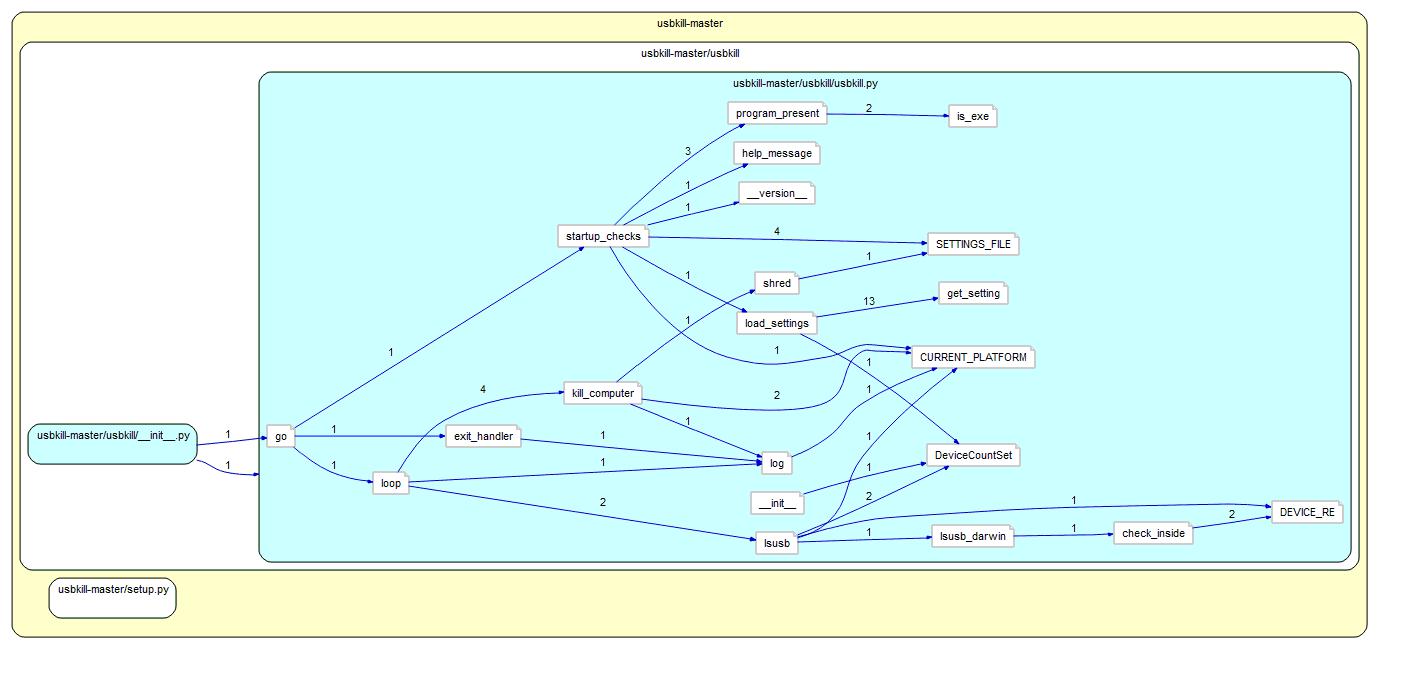 usbkill-master
usbkill-master/usbkill
usbkill-master/usbkill/usbkill.py
program_present
2
is_exe
3
help_message
1
__version__
1
startup_checks
4
SETTINGS_FILE
1
shred
1
get_setting
13
load_settings
1
1
1
CURRENT_PLATFORM
1
1
4
kill_computer
2
1
usbkill-master/usbkill/__init__.py
1
go
1
exit_handler
1
1
log
1
DeviceCountSet
1
1
loop
1
1
__init__
2
2
1
DEVICE_RE
lsusb
1
lsusb_darwin
1
check_inside
2
usbkill-master/setup.py